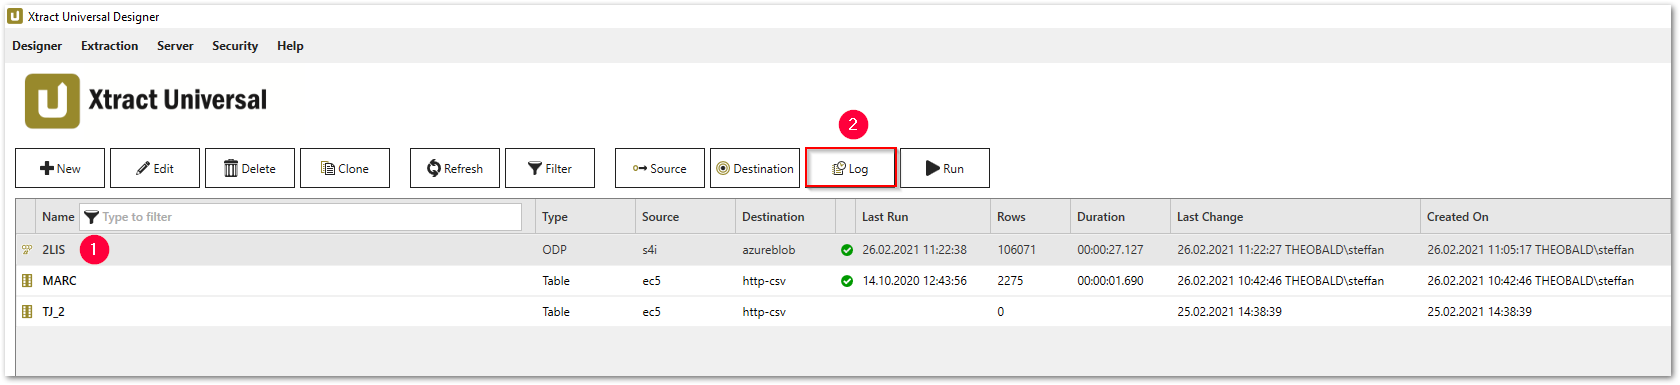 Xtract Universal Designer
Designer Extraction Server Security Help
Xtract Universal
2
New Edit Delete Clone Refresh Filter Source Destination Log Run
Name Type to filter Type Source Destination Last Run Rows Duration Last Change Created On
2LIS 1 ODP s4i azureblob 26.02.2021 11:22:38 106071 00:00:27.127 26.02.2021 11:22:27 THEOBALD\steffan 26.02.2021 11:05:17 THEOBALD\steffan
MARC Table ec5 http-csv 14.10.2020 12:43:56 2275 00:00:01.690 26.02.2021 10:42:46 THEOBALD\steffan 26.02.2021 10:42:46 THEOBALD\steffan
TJ_2 Table ec5 http-csv 0 25.02.2021 14:38:39 25.02.2021 14:38:39